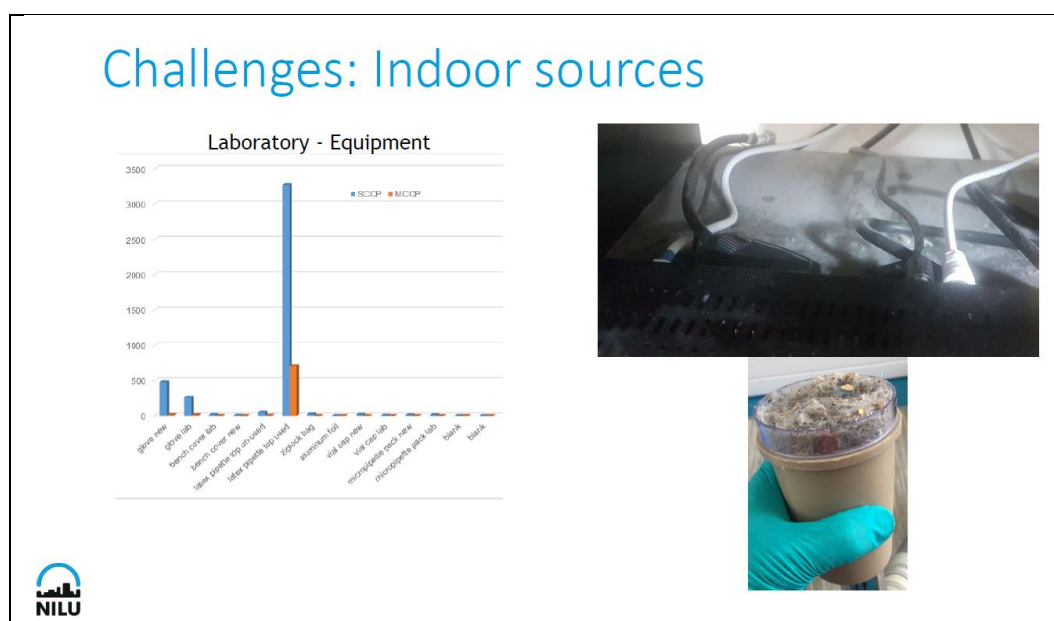 Challenges: Indoor sources
Laboratory - Equipment
3500
SCCP MCCP
3000
2500
2000
1500
1000
500
0
glove new
glove lab
bench cover lab
bench cover new
latex pipette top un-used
latex pipette top used
ziplock bag
aluminum foil
vial cap new
vial cap lab
micropipette pack new
micropipette pack lab
blank
blank
NILU